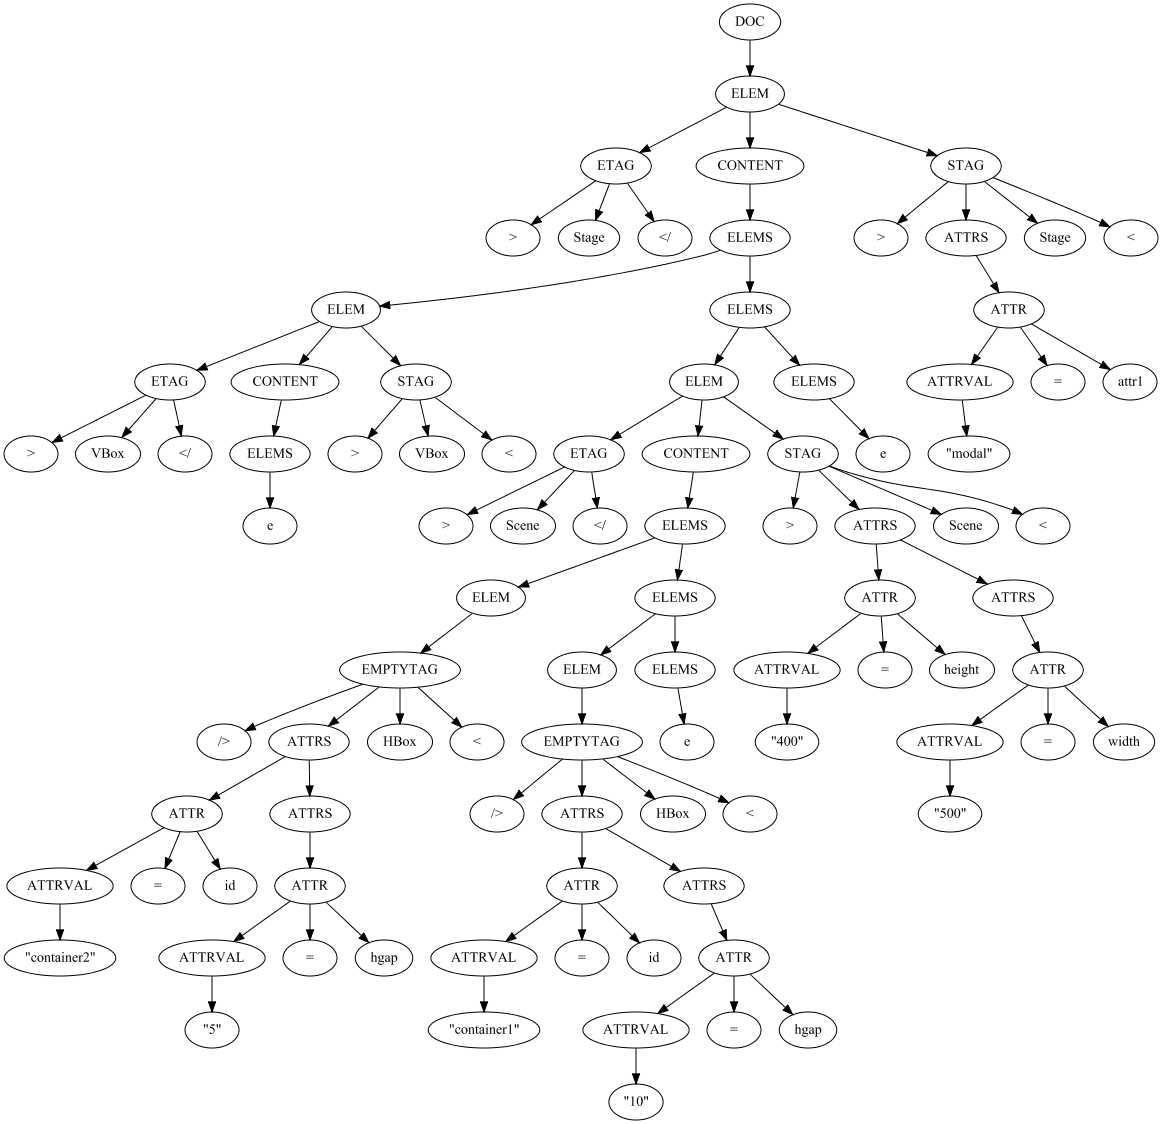 DOC
ELEM
ETAG CONTENT STAG
> Stage </ ELEMS > ATTRS Stage <
ELEM ELEMS ATTR
ETAG CONTENT STAG ELEM ELEMS ATTRVAL = attr1
> VBox </ ELEMS > VBox < ETAG CONTENT STAG e "modal"
e > Scene </ ELEMS > ATTRS Scene <
ELEM ELEMS ATTR ATTRS
EMPTYTAG ELEM ELEMS ATTRVAL = height ATTR
/> ATTRS HBox < EMPTYTAG e "400" ATTRVAL = width
ATTR ATTRS /> ATTRS HBox < "500"
ATTRVAL = id ATTR ATTR ATTRS
"container2" ATTRVAL = hgap ATTRVAL = id ATTR
"5" "container1" ATTRVAL = hgap
"10"